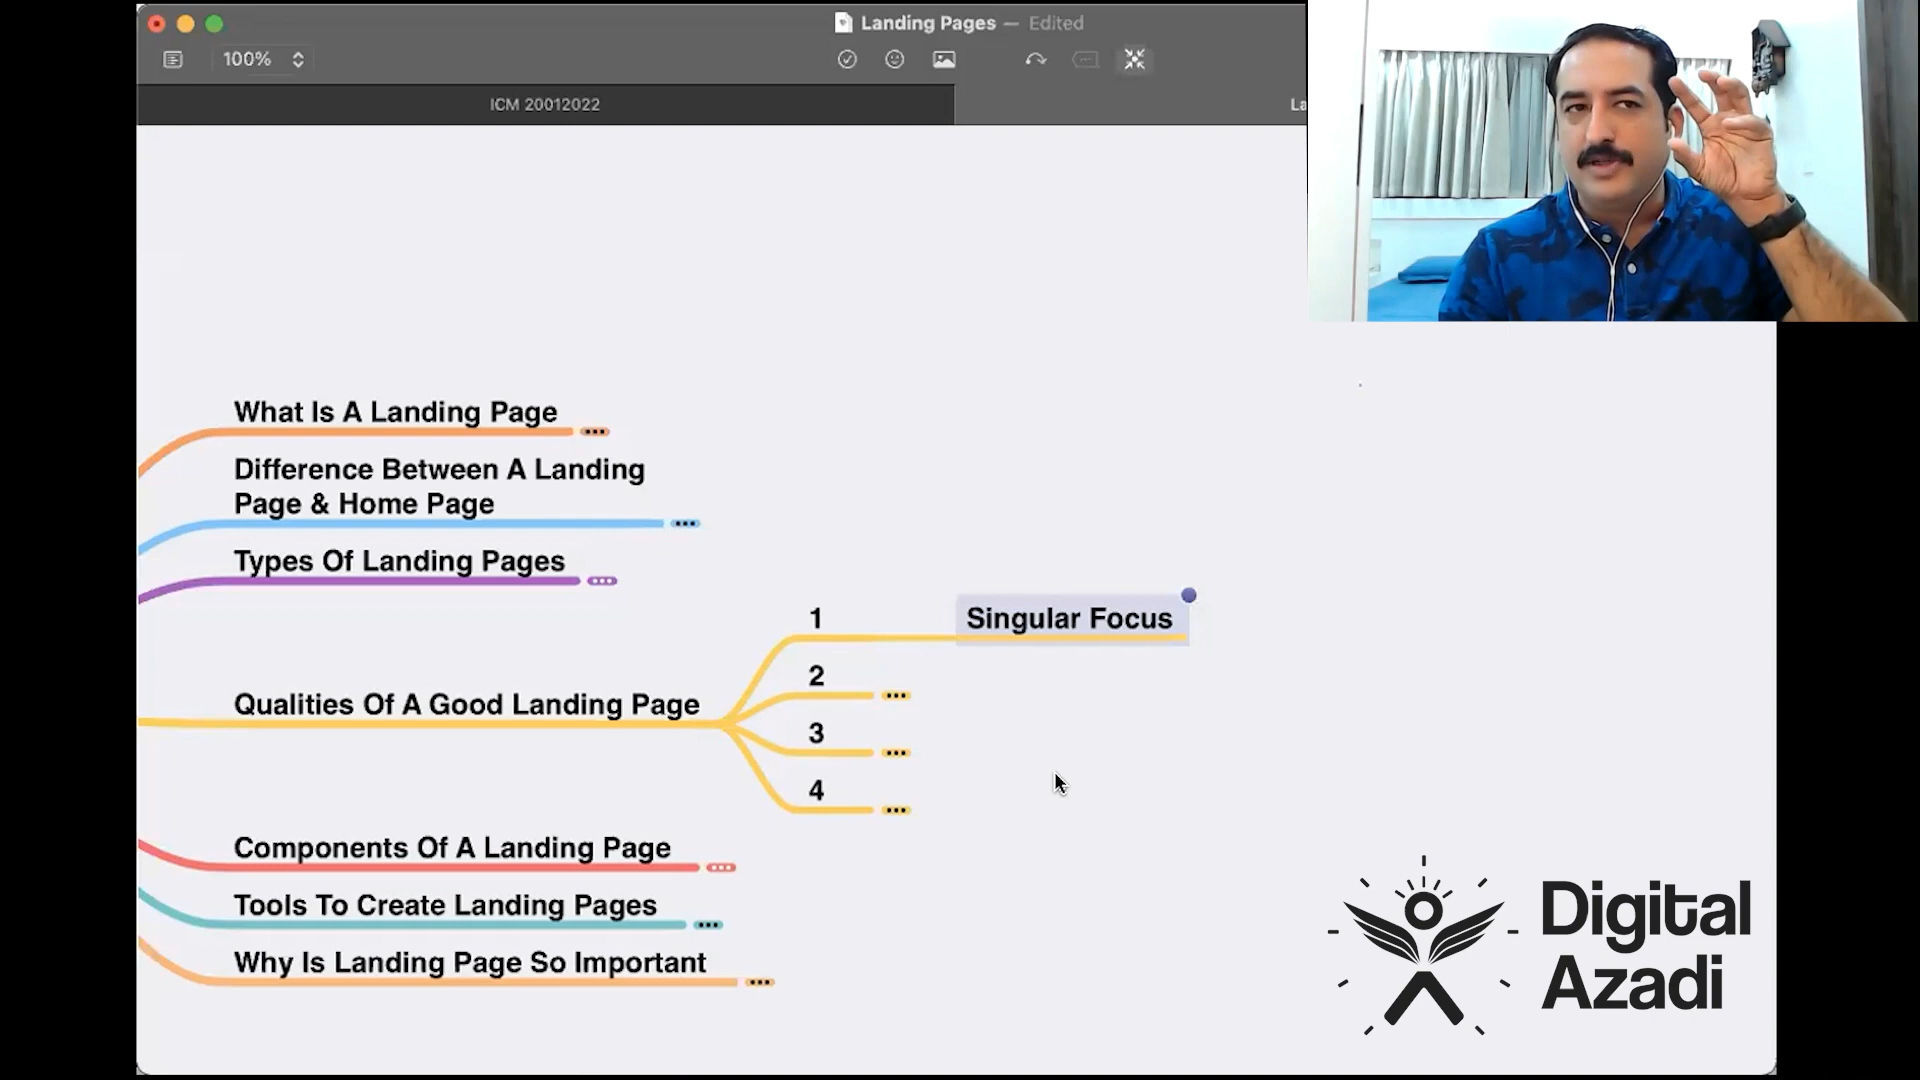 Landing Pages — Edited
100%
ICM 20012022
What Is A Landing Page
Difference Between A Landing
Page & Home Page
Types Of Landing Pages
1
Singular Focus
2
Qualities Of A Good Landing Page
3
4
Components Of A Landing Page
Tools To Create Landing Pages
Why Is Landing Page So Important
Digital
Azadi